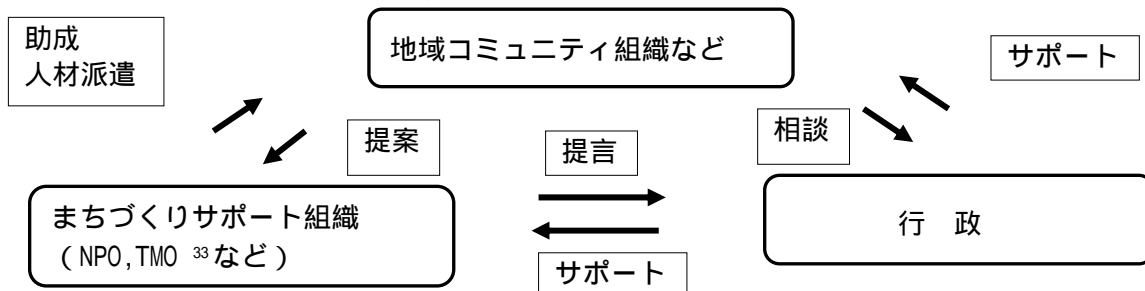 助成
人材派遣
地域コミュニティ組織など
サポート
提案
提言
相談
まちづくりサポート組織
（NPO,TMO 33など）
行　政
サポート